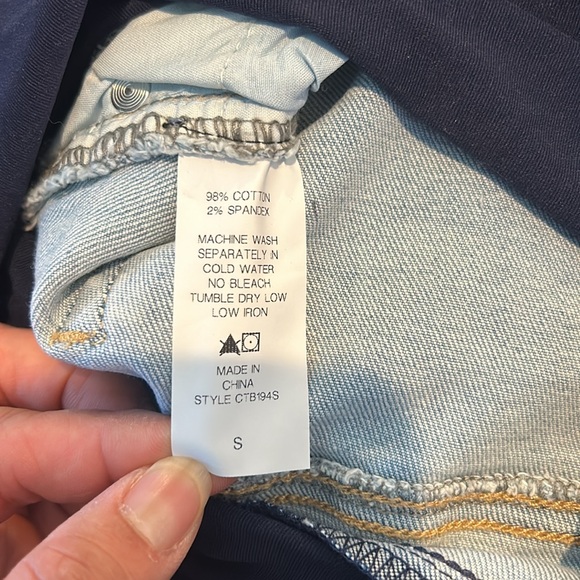 98% COTTON
2% SPANDEX
MACHINE WASH
SEPARATELY IN
COLD WATER
NO BLEACH
TUMBLE DRY LOW
LOW IRON
MADE IN
CHINA
STYLE CTB194S
S